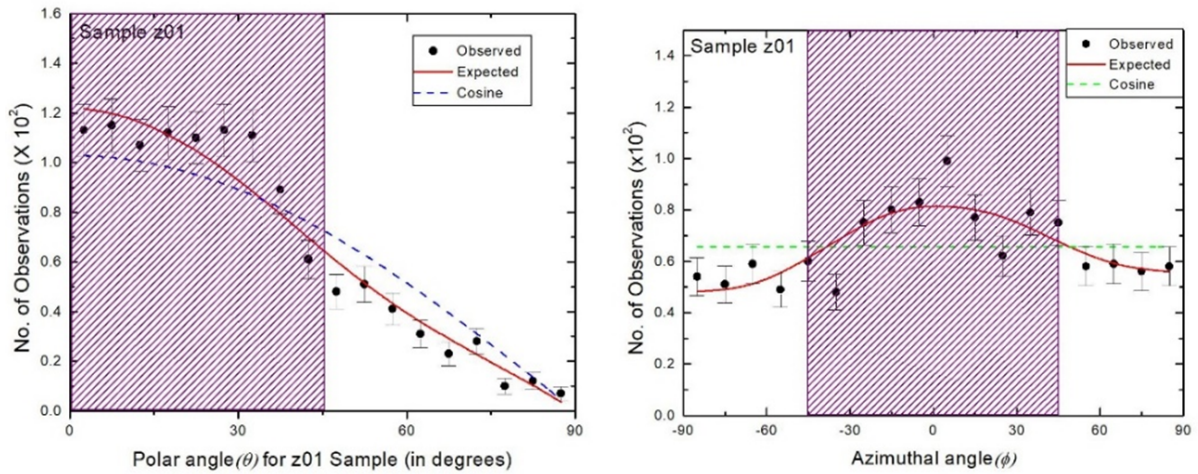 Sample z01
Observed
Expected
Cosine
No. of Observations (X 10²)
1.6
1.4
1.2
1.0
0.8
0.6
0.4
0.2
0.0
0
30
60
90
Polar angle(θ) for z01 Sample (in degrees)
Sample z01
Observed
Expected
Cosine
No. of Observations (x10²)
1.4
1.2
1.0
0.8
0.6
0.4
0.2
0.0
-90
-60
-30
0
30
60
90
Azimuthal angle(ϕ)